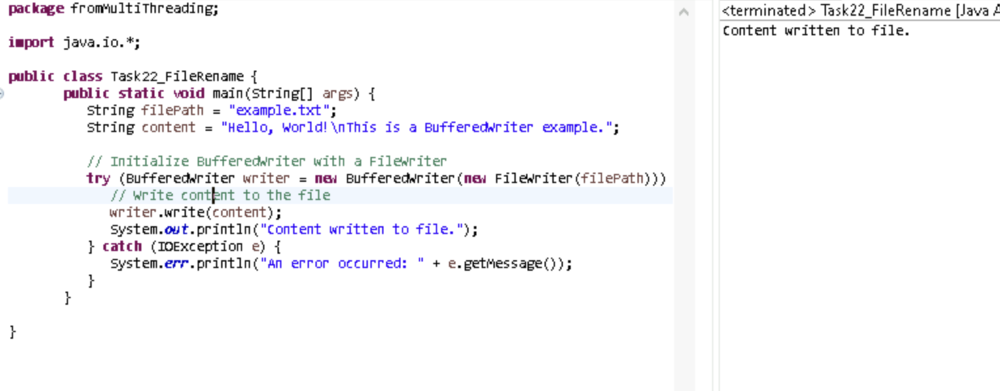 package fromMultiThreading;
import java.io.*;
public class Task22_FileRename {
public static void main(String[] args) {
String filePath = "example.txt";
String content = "Hello, World!\nThis is a BufferedWriter example.";
// Initialize BufferedWriter with a FileWriter
try (BufferedWriter writer = new BufferedWriter(new FileWriter(filePath)))
// Write content to the file
writer.write(content);
System.out.println("Content written to file.");
} catch (IOException e) {
System.err.println("An error occurred: " + e.getMessage());
}
}
}
<terminated> Task22_FileRename [Java A
Content written to file.